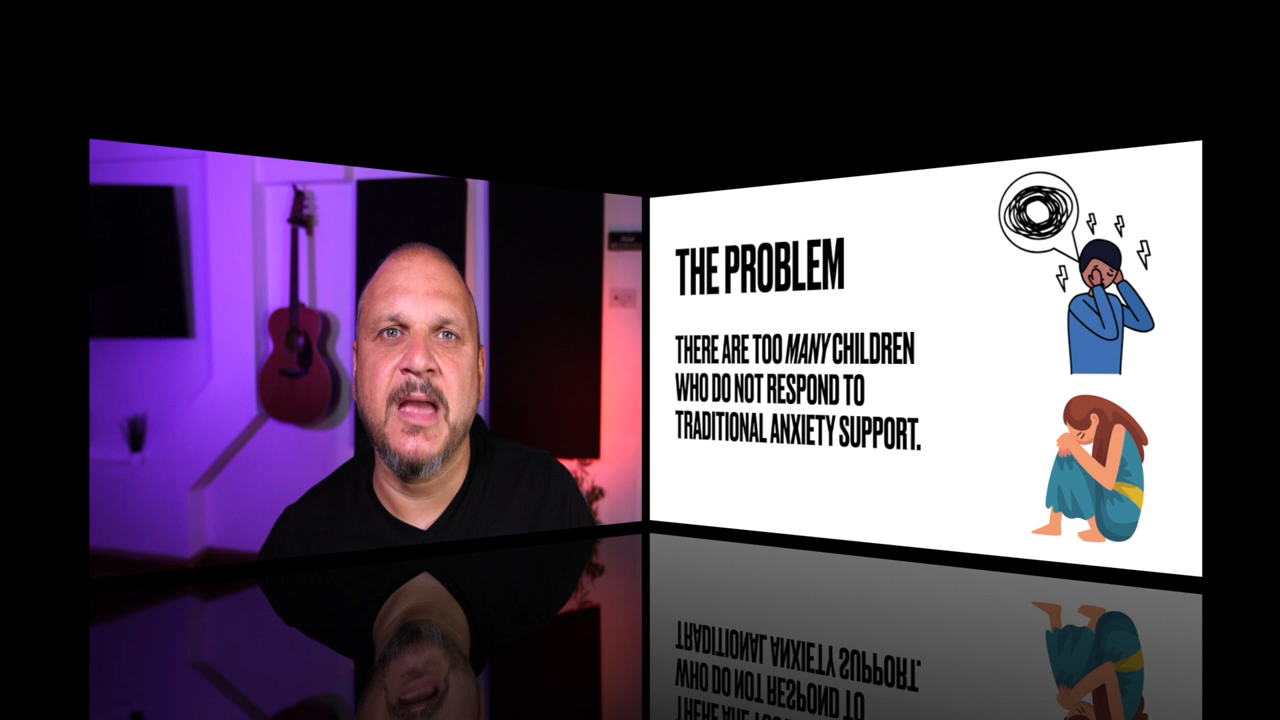 THE PROBLEM
THERE ARE TOO MANY CHILDREN
WHO DO NOT RESPOND TO
TRADITIONAL ANXIETY SUPPORT.